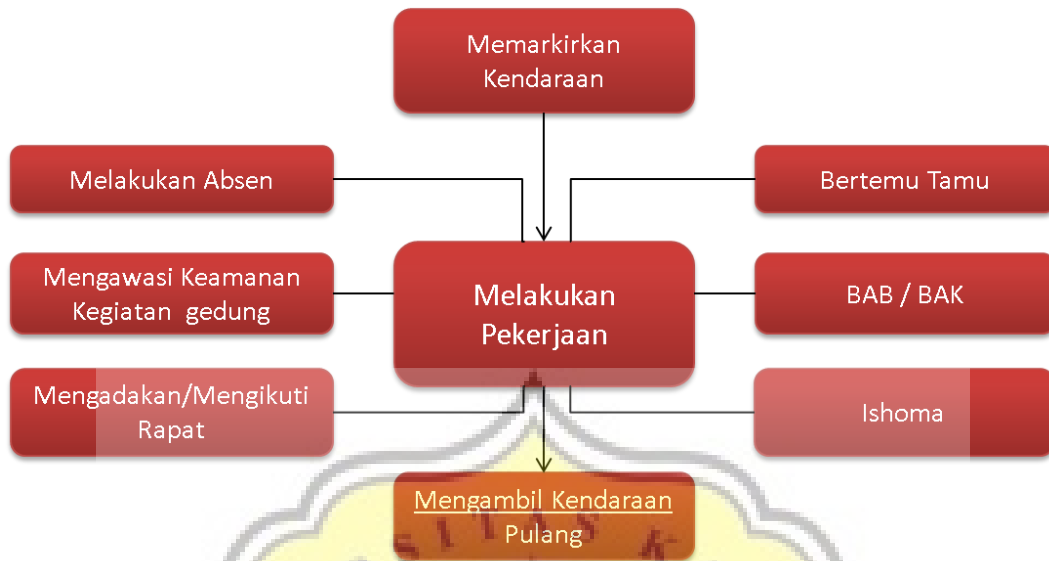 Memarkirkan
Kendaraan
Melakukan Absen
Bertemu Tamu
Mengawasi Keamanan
Kegiatan gedung
Melakukan
Pekerjaan
BAB / BAK
Mengadakan/Mengikuti
Rapat
Ishoma
Mengambil Kendaraan
Pulang
S I T A S K